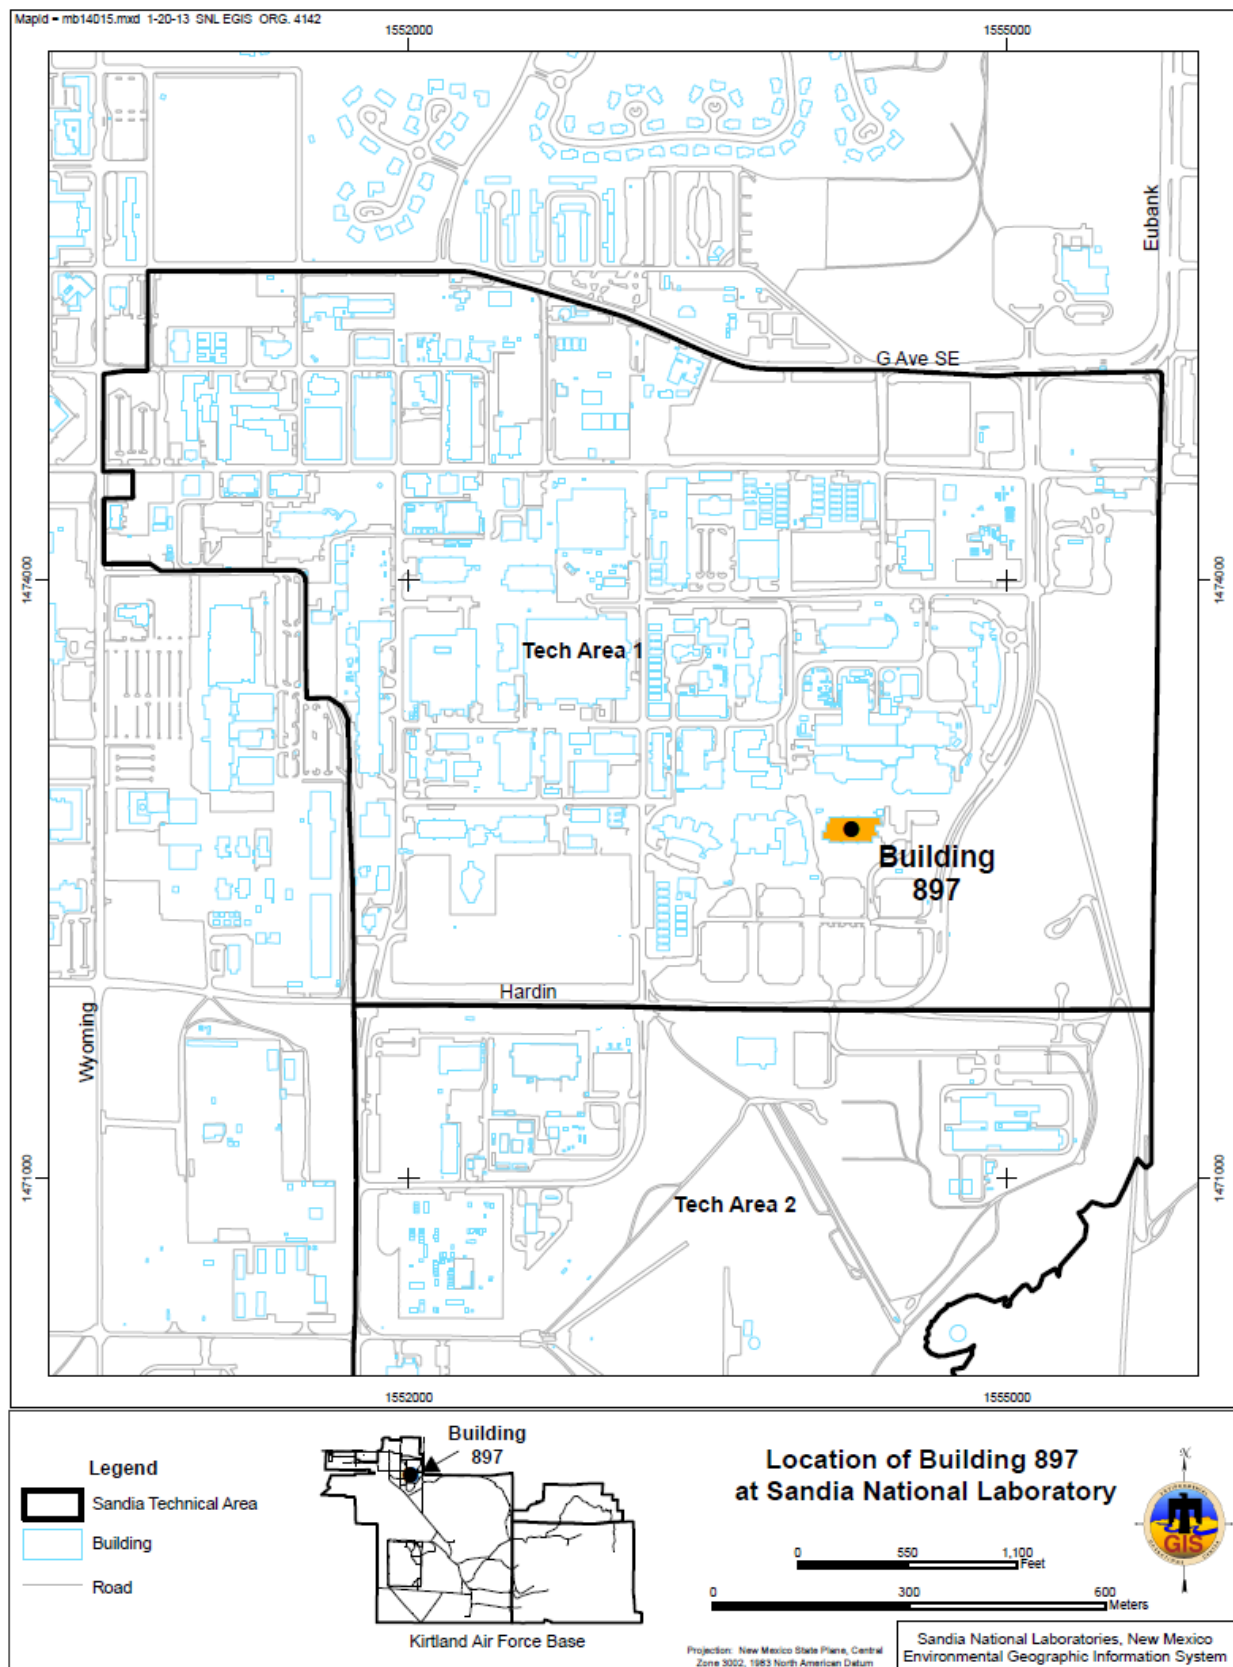 MapId = mb14015.mxd 1-20-13 SNL EGIS ORG. 4142
1552000
1555000
Eubank
G Ave SE
1474000
1474000
Tech Area 1
Building
897
Hardin
Wyoming
1471000
1471000
Tech Area 2
1552000
1555000
Legend
Sandia Technical Area
Building
Road
Building
897
Kirtland Air Force Base
Location of Building 897
at Sandia National Laboratory
0 550 1,100
Feet
0 300 600
Meters
N
GIS
Projection: New Mexico State Plane, Central
Zone 3002, 1983 North American Datum
Sandia National Laboratories, New Mexico
Environmental Geographic Information System